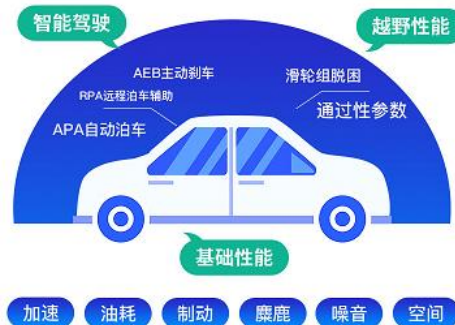 智能驾驶
越野性能
AEB主动刹车
滑轮组脱困
RPA远程泊车辅助
通过性参数
APA自动泊车
基础性能
加速
油耗
制动
麋鹿
噪音
空间